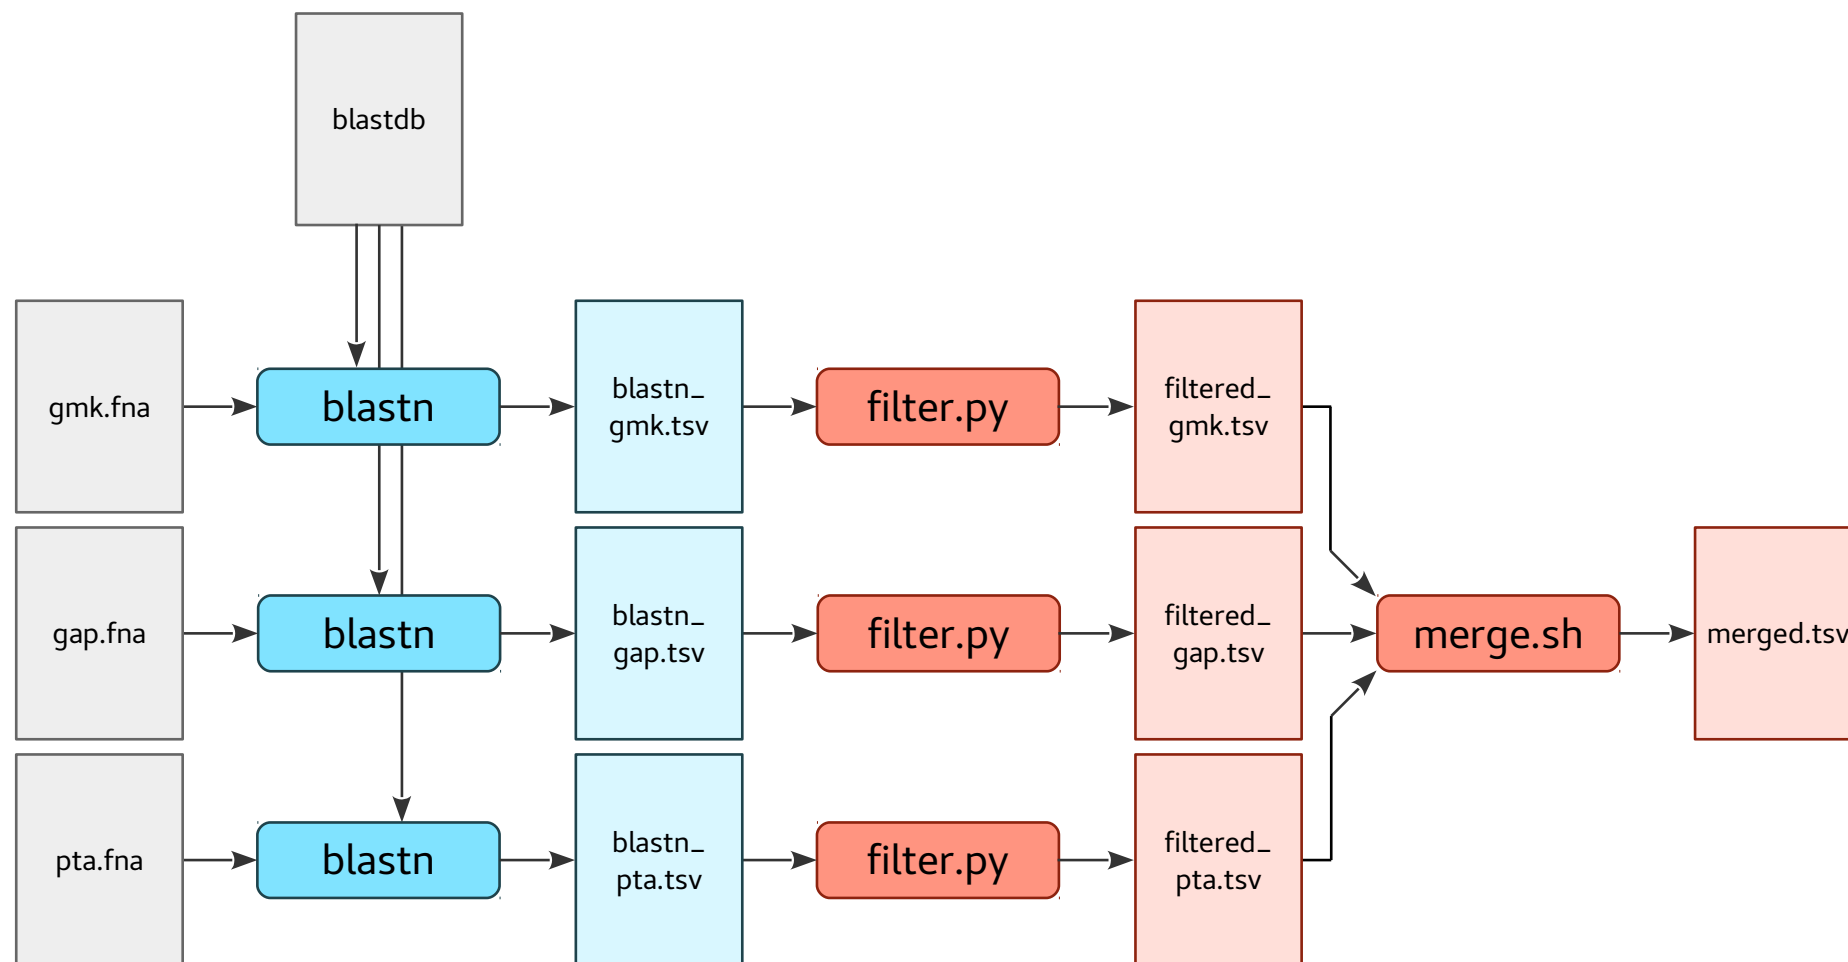 blastdb
gmk.fna
blastn
blastn_
gmk.tsv
filter.py
filtered_
gmk.tsv
gap.fna
blastn
blastn_
gap.tsv
filter.py
filtered_
gap.tsv
merge.sh
merged.tsv
pta.fna
blastn
blastn_
pta.tsv
filter.py
filtered_
pta.tsv